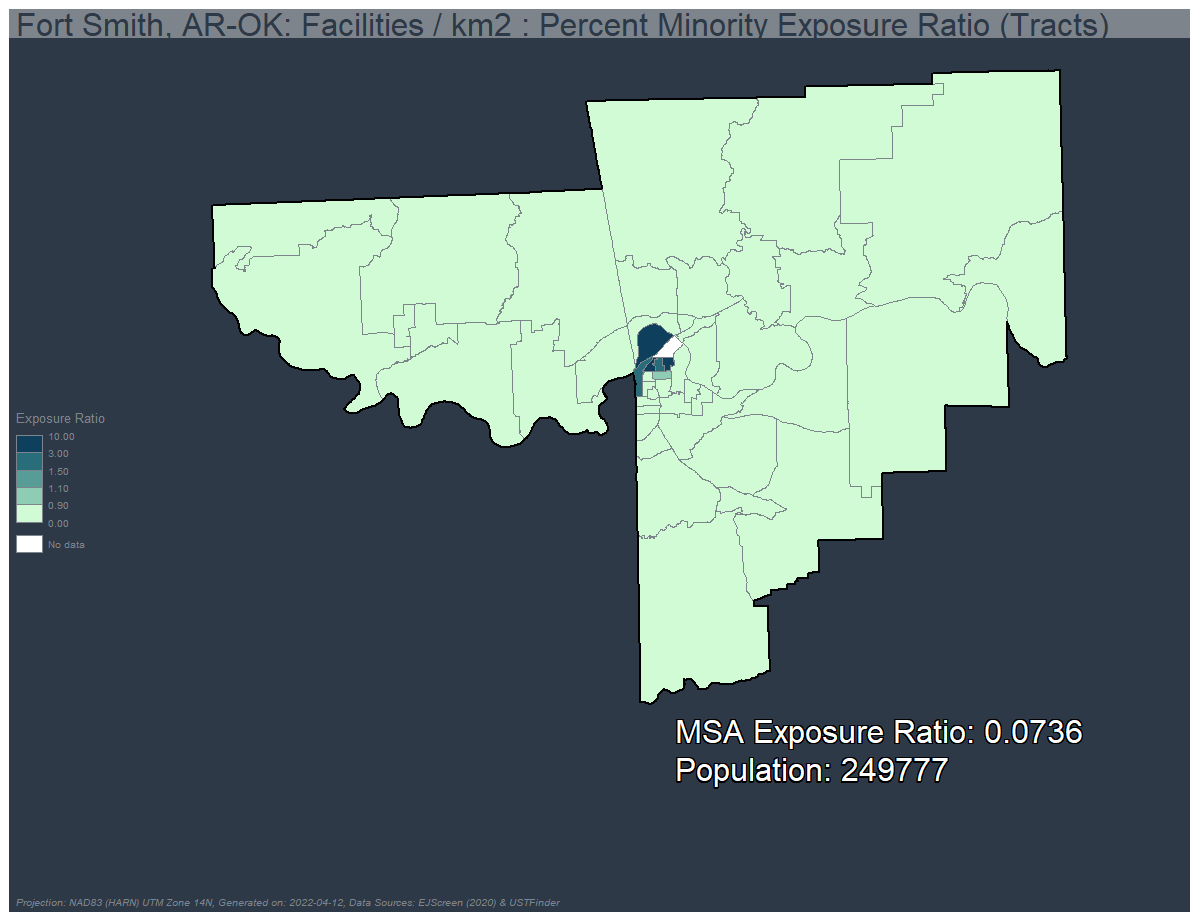 Fort Smith, AR-OK: Facilities / km2 : Percent Minority Exposure Ratio (Tracts)
Exposure Ratio
10.00
3.00
1.50
1.10
0.90
0.00
No data
MSA Exposure Ratio: 0.0736
Population: 249777
Projection: NAD83 (HARN) UTM Zone 14N, Generated on: 2022-04-12, Data Sources: EJScreen (2020) & USTFinder